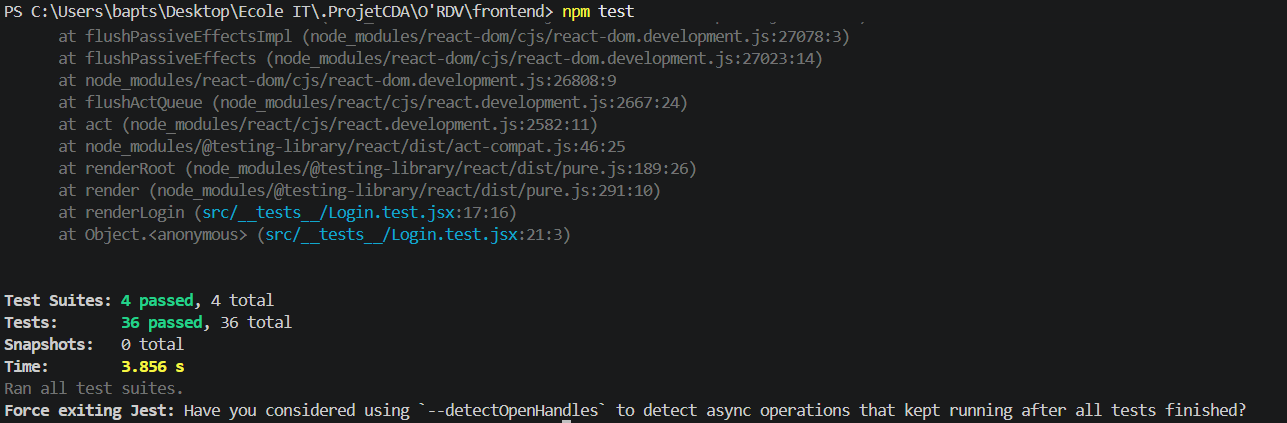 PS C:\Users\bapts\Desktop\Ecole IT\.ProjetCDA\O'RDV\frontend> npm test
at flushPassiveEffectsImpl (node_modules/react-dom/cjs/react-dom.development.js:27078:3)
at flushPassiveEffects (node_modules/react-dom/cjs/react-dom.development.js:27023:14)
at node_modules/react-dom/cjs/react-dom.development.js:26808:9
at flushActQueue (node_modules/react/cjs/react.development.js:2667:24)
at act (node_modules/react/cjs/react.development.js:2582:11)
at node_modules/@testing-library/react/dist/act-compat.js:46:25
at renderRoot (node_modules/@testing-library/react/dist/pure.js:189:26)
at render (node_modules/@testing-library/react/dist/pure.js:291:10)
at renderLogin (src/__tests__/Login.test.jsx:17:16)
at Object.<anonymous> (src/__tests__/Login.test.jsx:21:3)
Test Suites: 4 passed, 4 total
Tests: 36 passed, 36 total
Snapshots: 0 total
Time: 3.856 s
Ran all test suites.
Force exiting Jest: Have you considered using `--detectOpenHandles` to detect async operations that kept running after all tests finished?